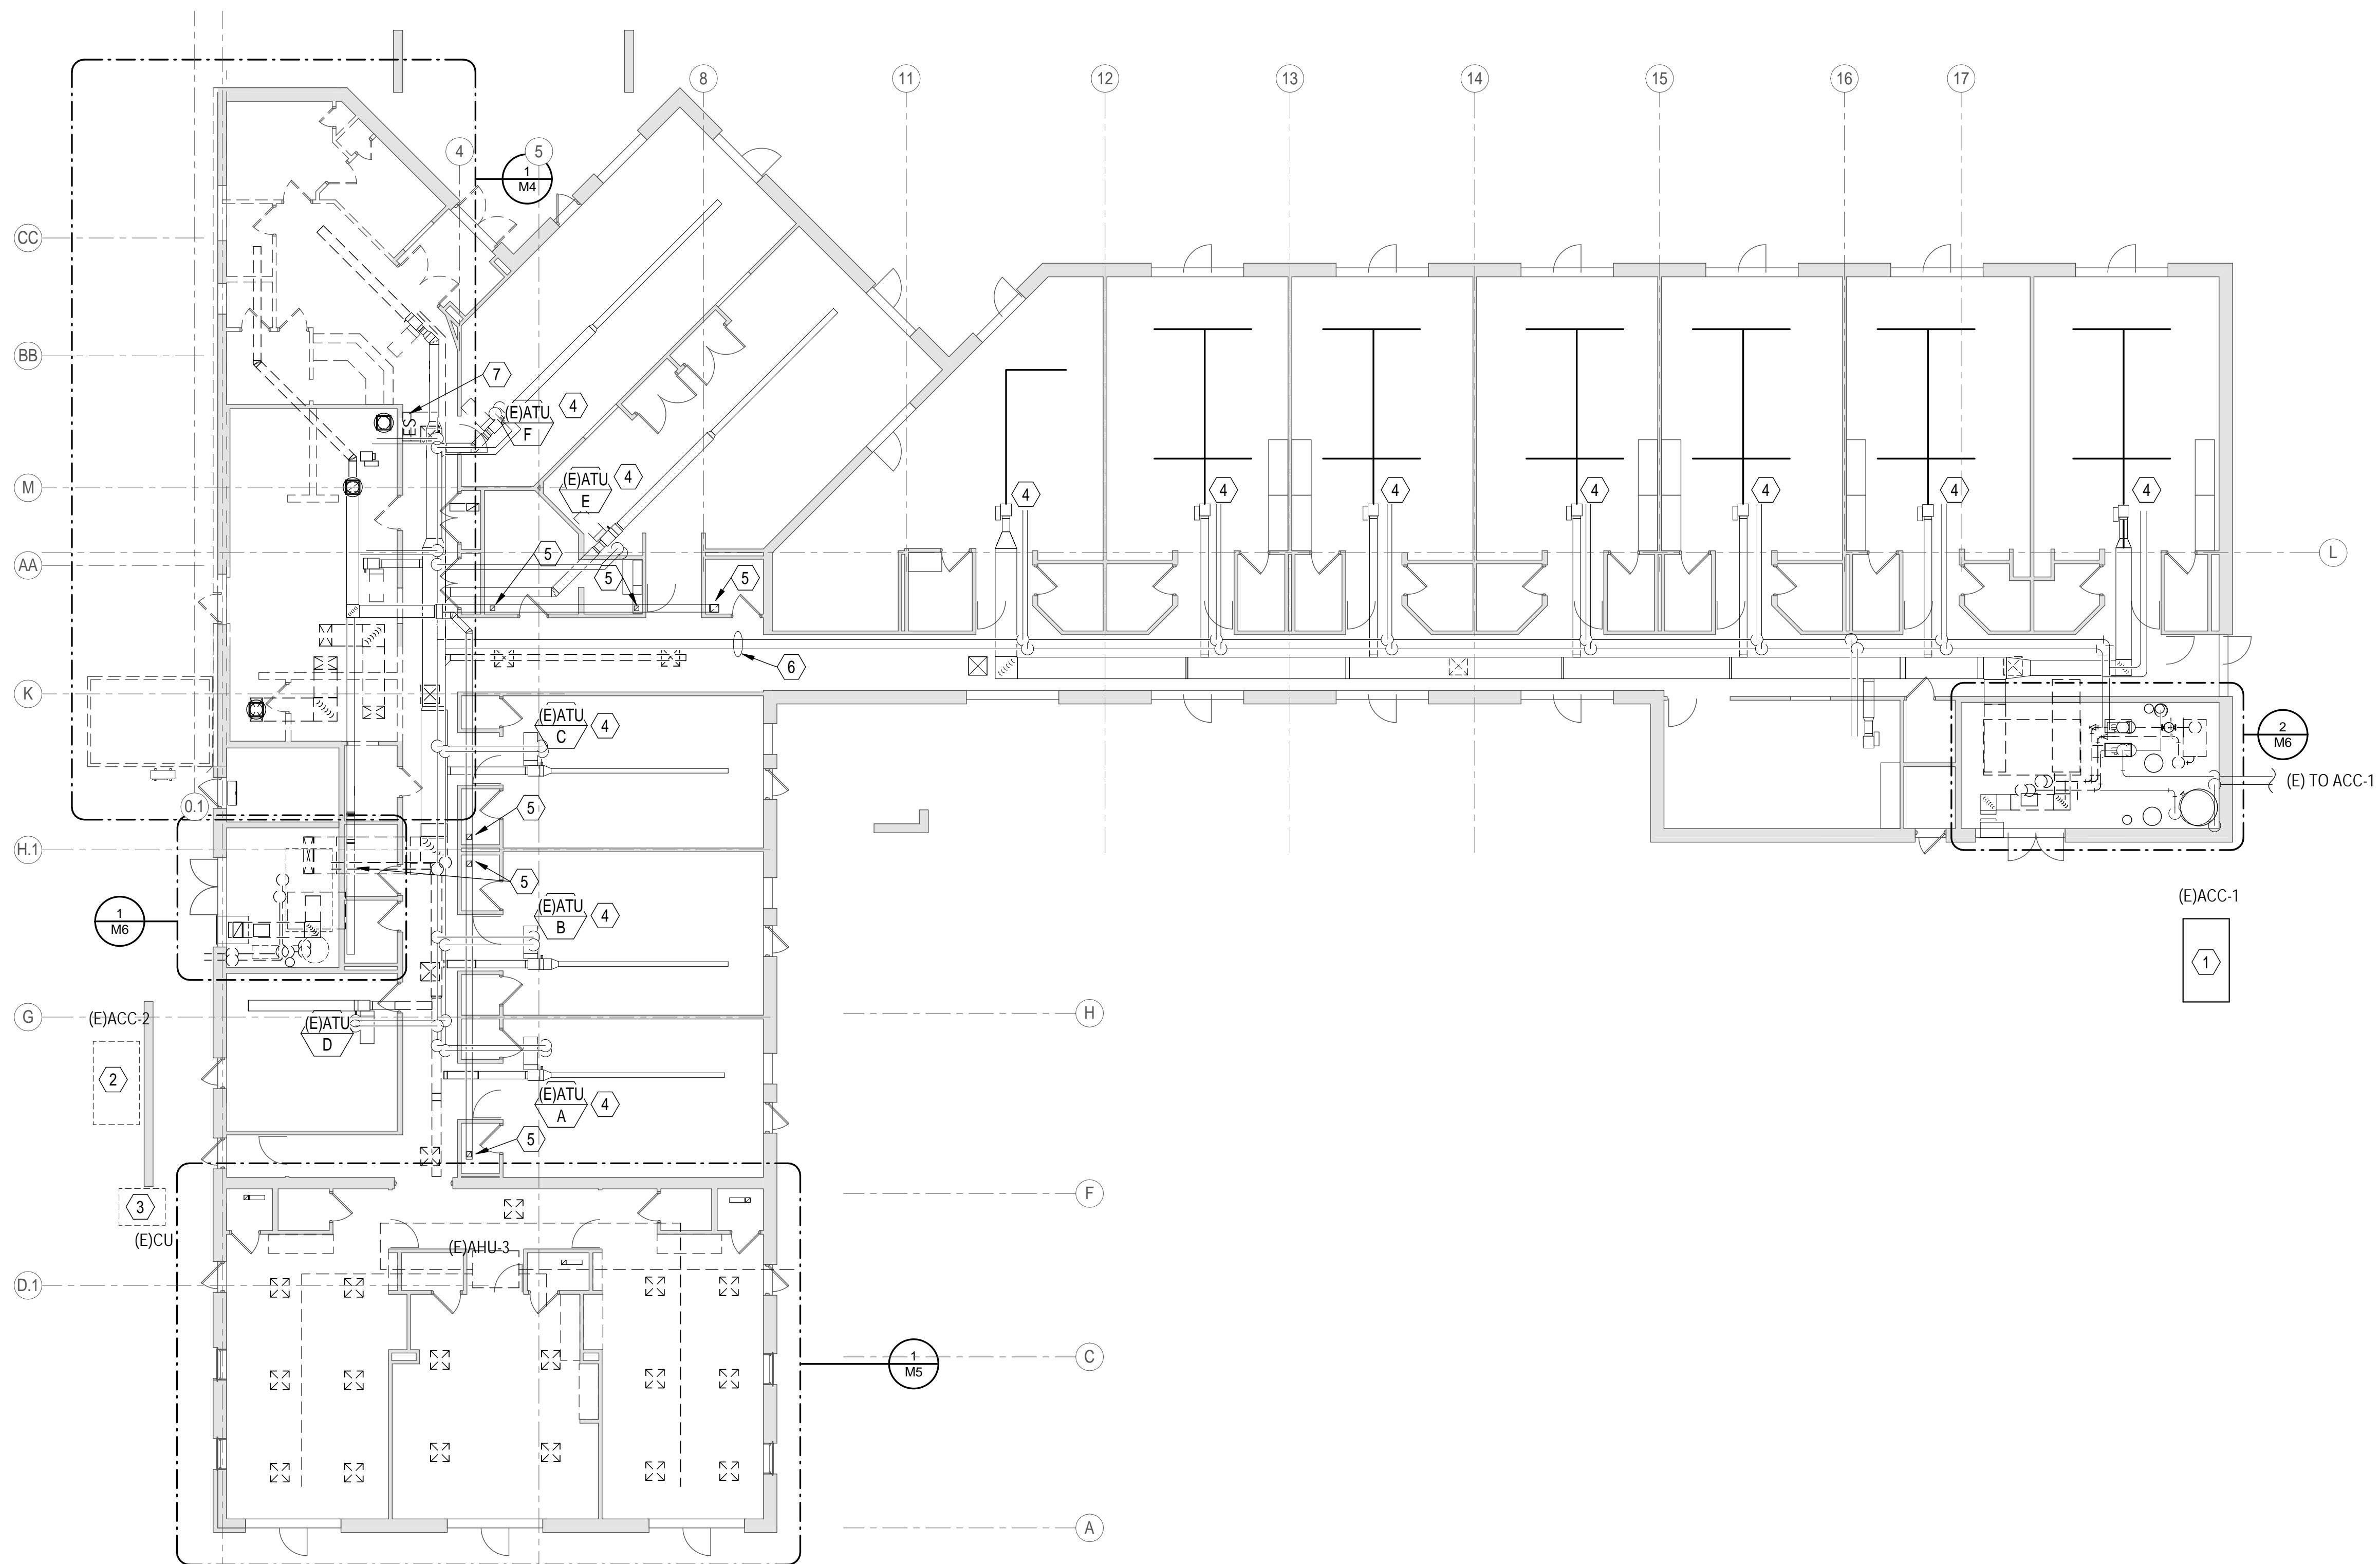 8
11
12
13
14
15
16
17
4
5
1
M4
CC
BB
7
ES
(E)ATU
F
4
(E)ATU
E
4
M
4
4
4
4
4
4
4
AA
L
5
5
5
6
K
(E)ATU
C
4
2
M6
(E) TO ACC-1
0.1
5
H.1
5
(E)ACC-1
1
1
M6
(E)ATU
B
4
G
H
(E)ACC-2
(E)ATU
D
2
(E)ATU
A
4
5
3
F
(E)CU
(E)AHU-3
D.1
C
1
M5
A